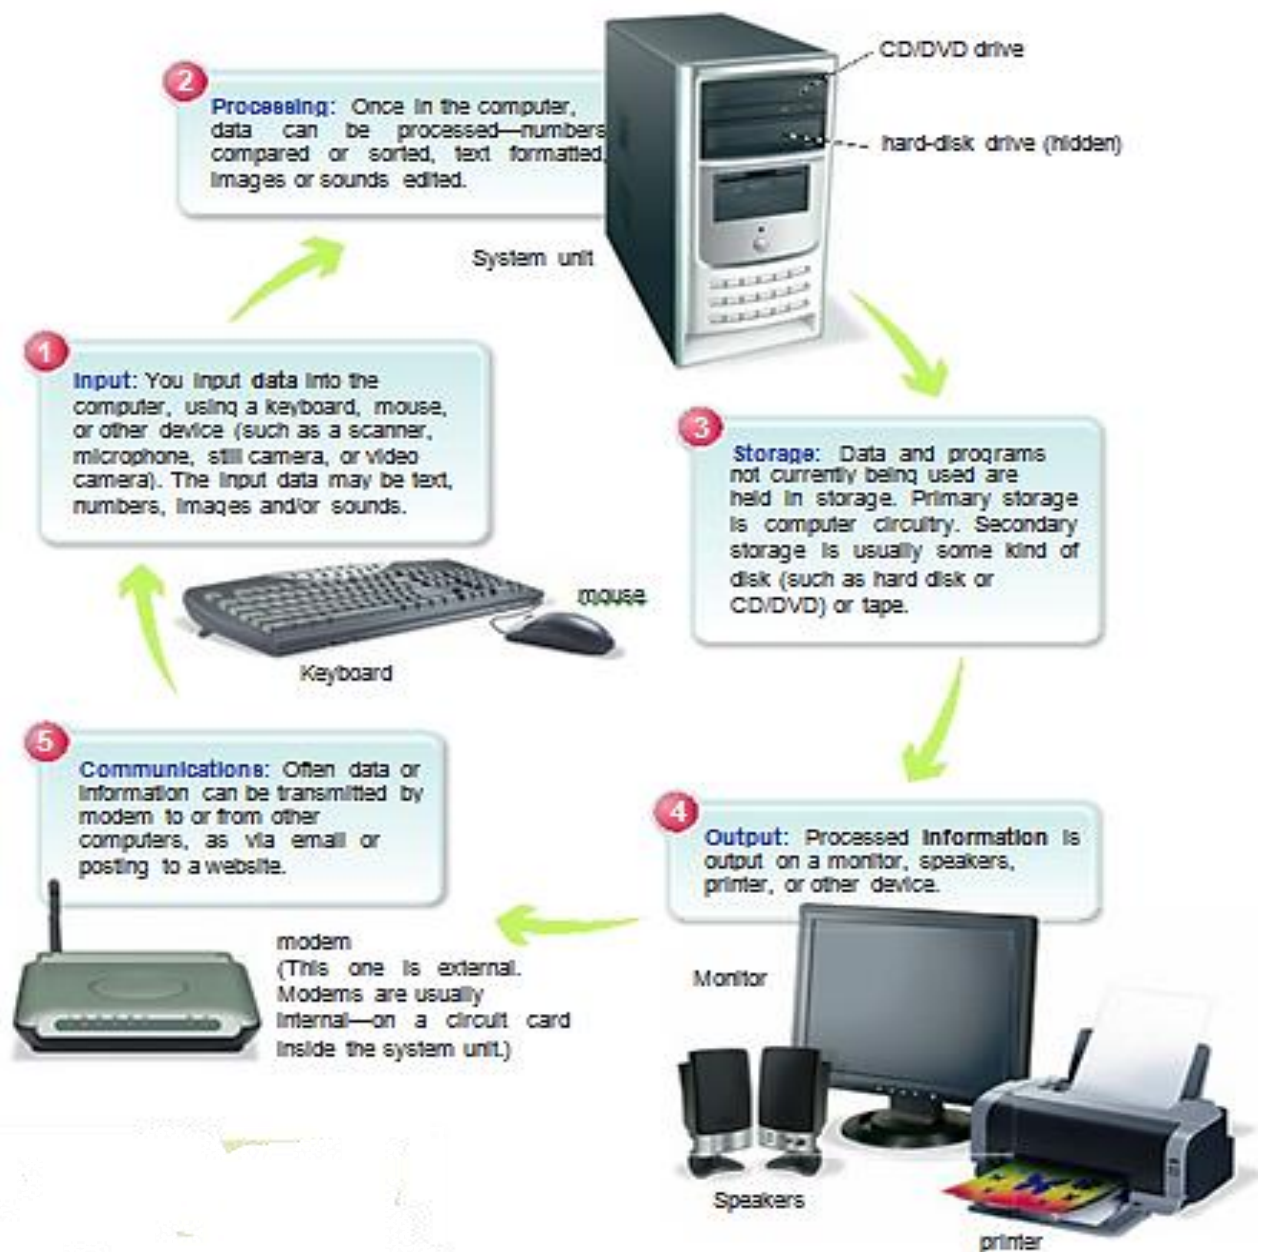 CD/DVD drive
hard-disk drive (hidden)
2
Processing: Once in the computer,
data can be processed—numbers
compared or sorted, text formatted,
images or sounds edited.
System unit
1
Input: You input data into the
computer, using a keyboard, mouse,
or other device (such as a scanner,
microphone, still camera, or video
camera). The input data may be text,
numbers, images and/or sounds.
mouse
Keyboard
3
Storage: Data and programs
not currently being used are
held in storage. Primary storage
is computer circuitry. Secondary
storage is usually some kind of
disk (such as hard disk or
CD/DVD) or tape.
5
Communications: Often data or
information can be transmitted by
modem to or from other
computers, as via email or
posting to a website.
modem
(This one is external.
Modems are usually
internal—on a circuit card
inside the system unit.)
4
Output: Processed information is
output on a monitor, speakers,
printer, or other device.
Monitor
Speakers
printer